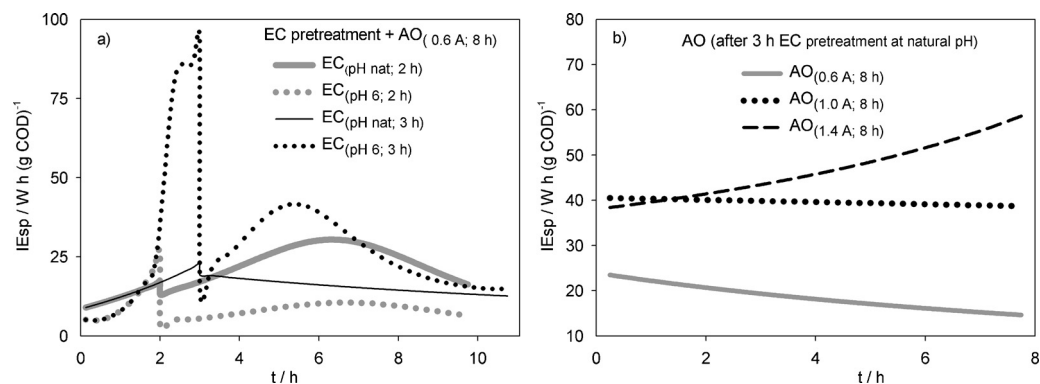 a)
EC pretreatment + AO( 0.6 A; 8 h)
EC(pH nat; 2 h)
EC(pH 6; 2 h)
EC(pH nat; 3 h)
EC(pH 6; 3 h)
IEsp / W h (g COD)-1
100
75
50
25
0
0 2 4 6 8 10
t / h
b)
AO (after 3 h EC pretreatment at natural pH)
AO(0.6 A; 8 h)
AO(1.0 A; 8 h)
AO(1.4 A; 8 h)
IEsp / W h (g COD)-1
80
70
60
50
40
30
20
10
0 2 4 6 8
t / h